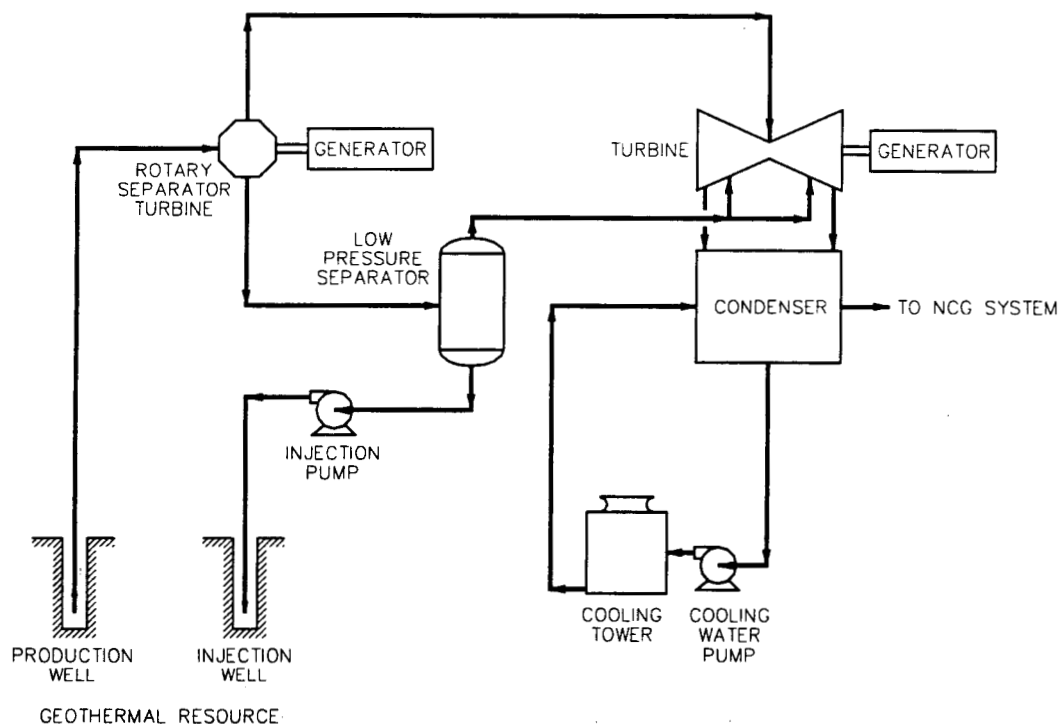 GENERATOR
ROTARY
SEPARATOR
TURBINE
TURBINE
GENERATOR
LOW
PRESSURE
SEPARATOR
CONDENSER
TO NCG SYSTEM
INJECTION
PUMP
COOLING
TOWER
COOLING
WATER
PUMP
PRODUCTION
WELL
INJECTION
WELL
GEOTHERMAL RESOURCE